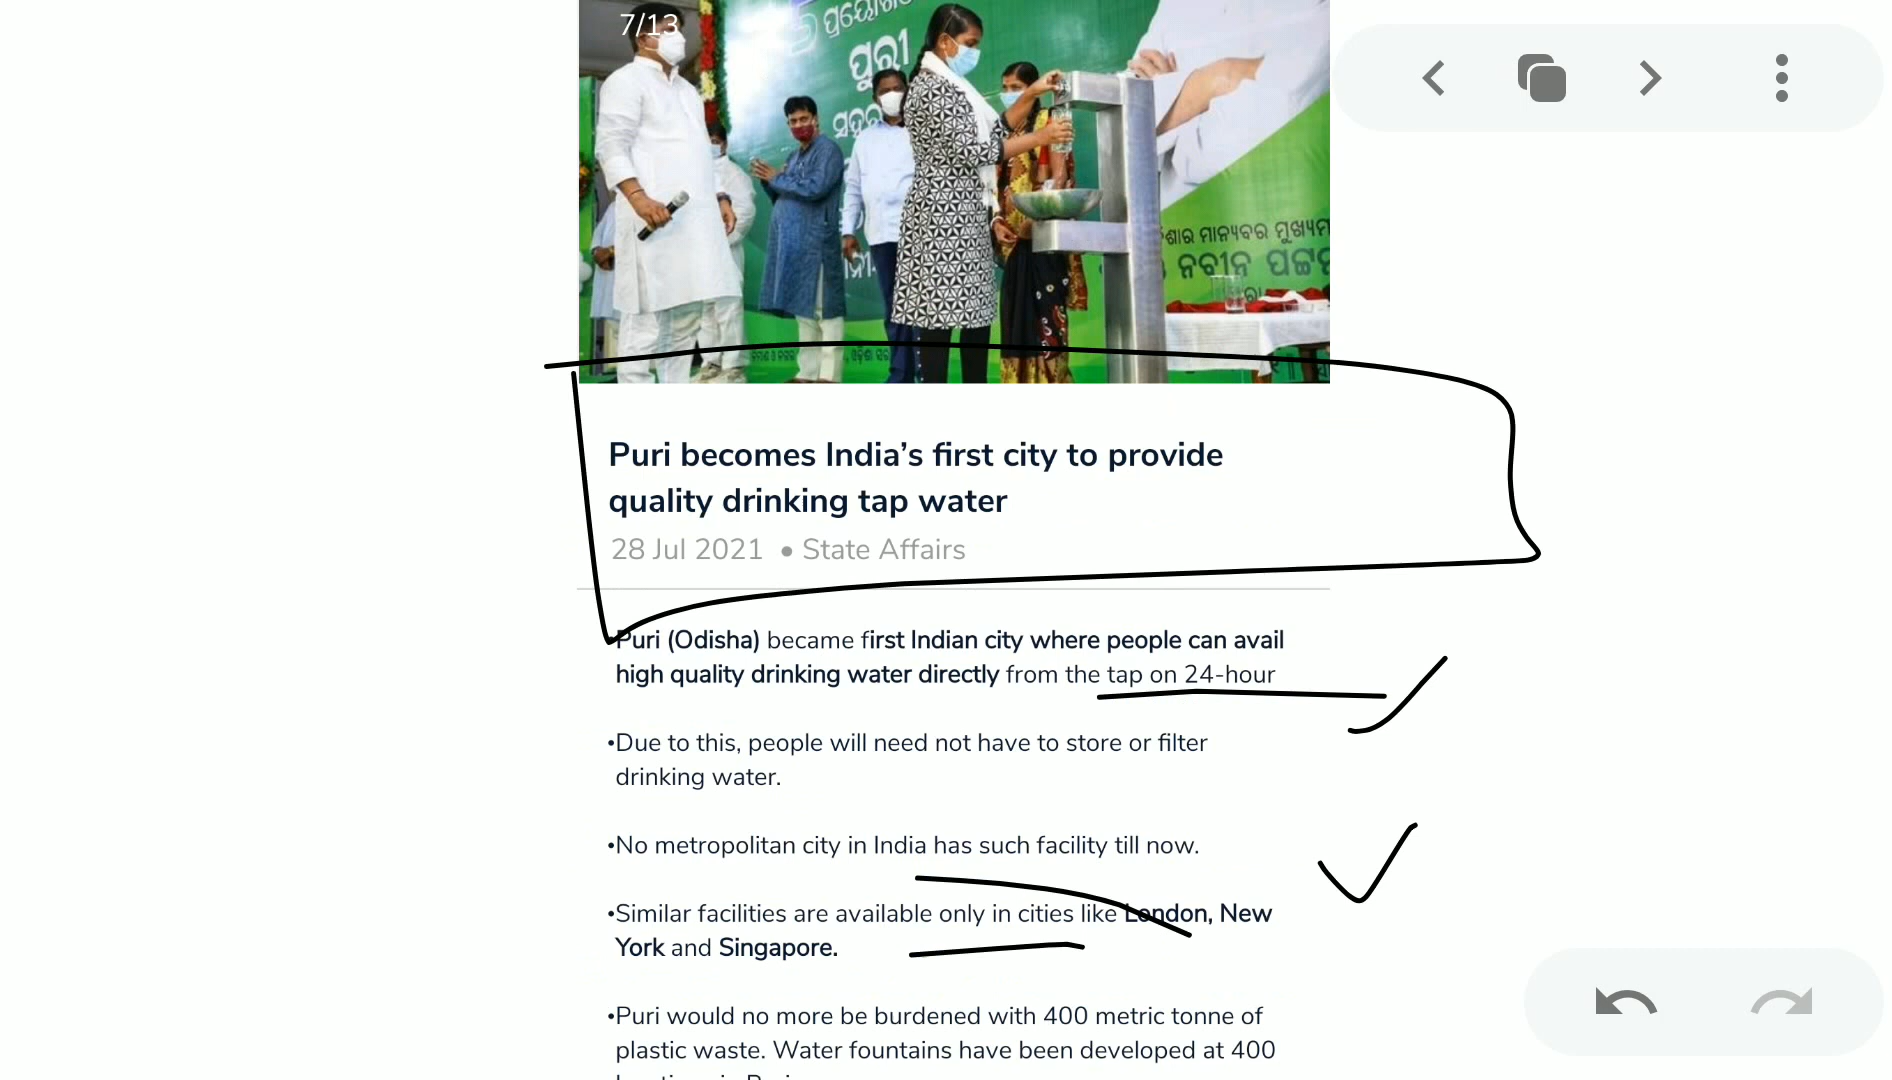 7/13
ପ୍ରୟୋଗ
ପୁରୀ
ଶାର ମାନ୍ୟବର ମୁଖ୍ୟମ
ନବୀନ ପଟ୍ଟ
Puri becomes India’s first city to provide
quality drinking tap water
28 Jul 2021 • State Affairs
•Puri (Odisha) became first Indian city where people can avail
high quality drinking water directly from the tap on 24-hour
•Due to this, people will need not have to store or filter
drinking water.
•No metropolitan city in India has such facility till now.
•Similar facilities are available only in cities like London, New
York and Singapore.
•Puri would no more be burdened with 400 metric tonne of
plastic waste. Water fountains have been developed at 400